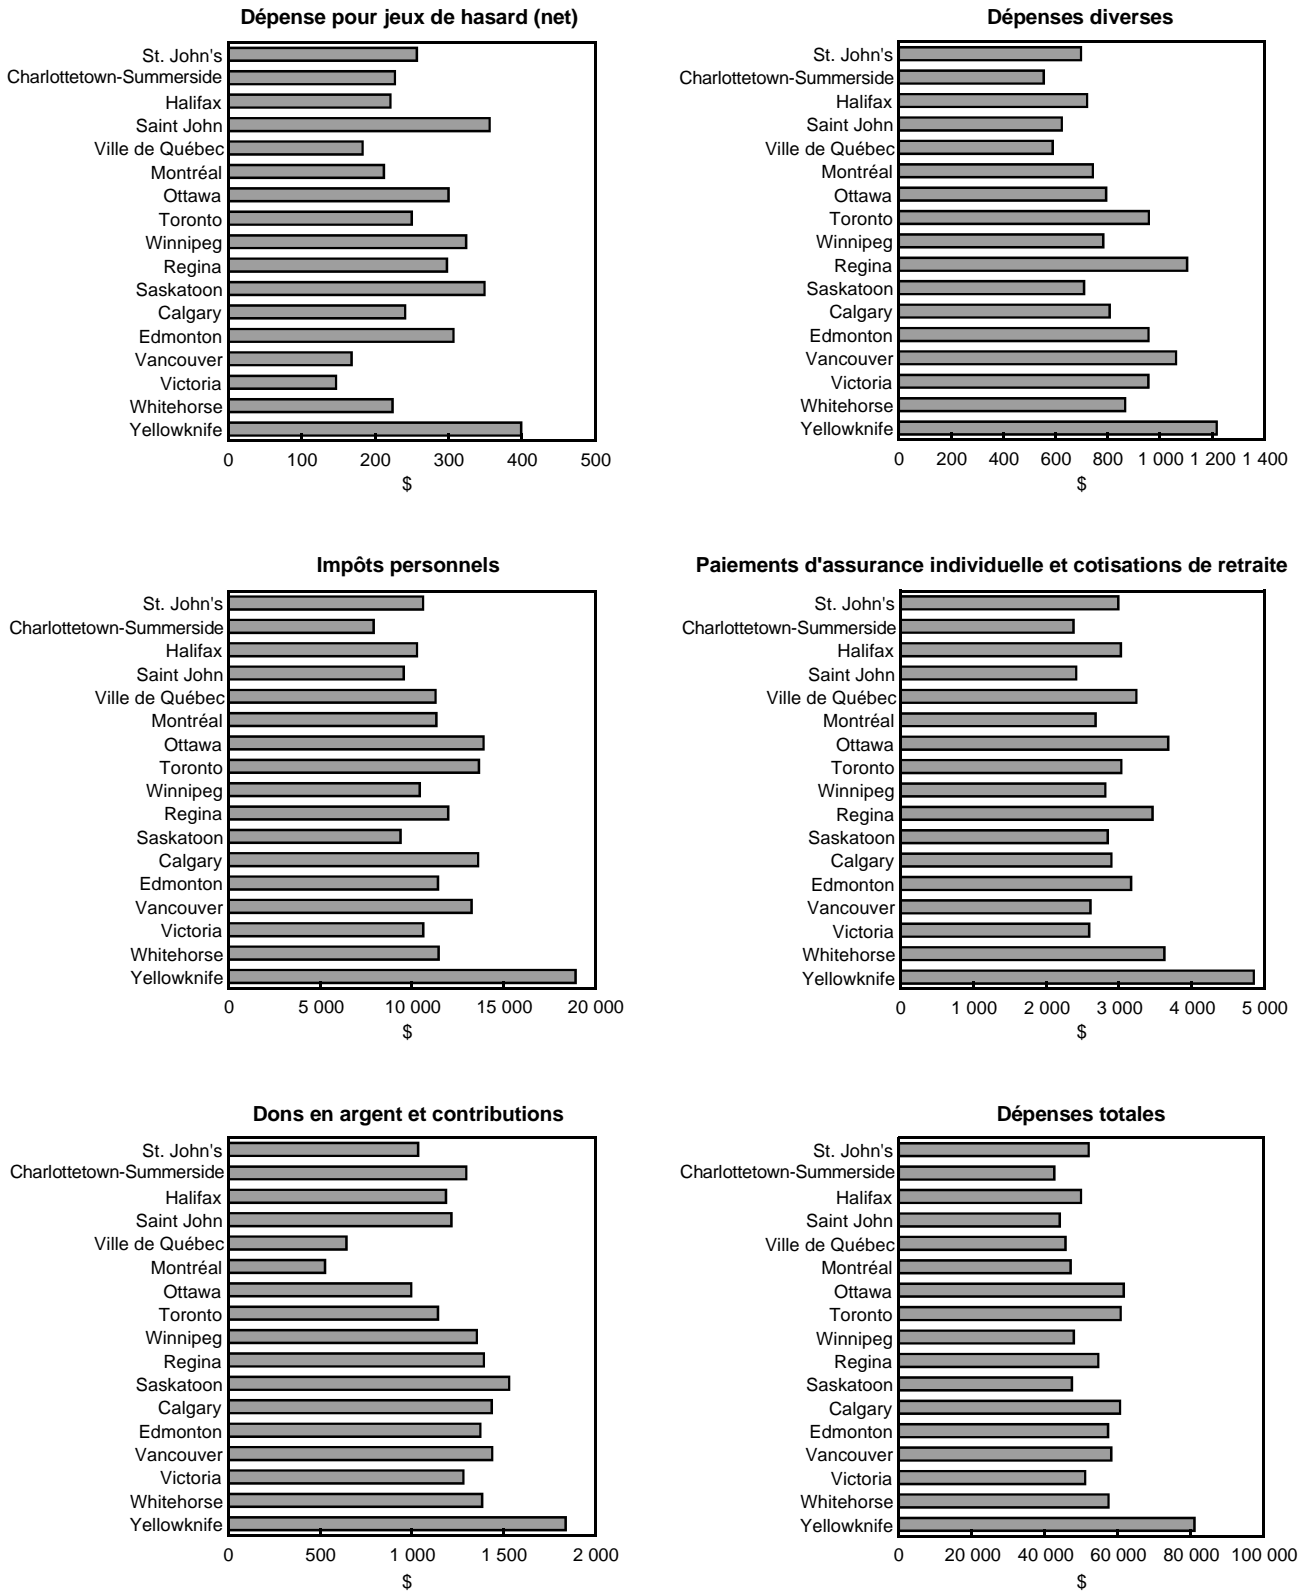 Dépense pour jeux de hasard (net)
St. John's
Charlottetown-Summerside
Halifax
Saint John
Ville de Québec
Montréal
Ottawa
Toronto
Winnipeg
Regina
Saskatoon
Calgary
Edmonton
Vancouver
Victoria
Whitehorse
Yellowknife
0 100 200 300 400 500
$
Dépenses diverses
St. John's
Charlottetown-Summerside
Halifax
Saint John
Ville de Québec
Montréal
Ottawa
Toronto
Winnipeg
Regina
Saskatoon
Calgary
Edmonton
Vancouver
Victoria
Whitehorse
Yellowknife
0 200 400 600 800 1 000 1 200 1 400
$
Impôts personnels
St. John's
Charlottetown-Summerside
Halifax
Saint John
Ville de Québec
Montréal
Ottawa
Toronto
Winnipeg
Regina
Saskatoon
Calgary
Edmonton
Vancouver
Victoria
Whitehorse
Yellowknife
0 5 000 10 000 15 000 20 000
$
Paiements d'assurance individuelle et cotisations de retraite
St. John's
Charlottetown-Summerside
Halifax
Saint John
Ville de Québec
Montréal
Ottawa
Toronto
Winnipeg
Regina
Saskatoon
Calgary
Edmonton
Vancouver
Victoria
Whitehorse
Yellowknife
0 1 000 2 000 3 000 4 000 5 000
$
Dons en argent et contributions
St. John's
Charlottetown-Summerside
Halifax
Saint John
Ville de Québec
Montréal
Ottawa
Toronto
Winnipeg
Regina
Saskatoon
Calgary
Edmonton
Vancouver
Victoria
Whitehorse
Yellowknife
0 500 1 000 1 500 2 000
$
Dépenses totales
St. John's
Charlottetown-Summerside
Halifax
Saint John
Ville de Québec
Montréal
Ottawa
Toronto
Winnipeg
Regina
Saskatoon
Calgary
Edmonton
Vancouver
Victoria
Whitehorse
Yellowknife
0 20 000 40 000 60 000 80 000 100 000
$